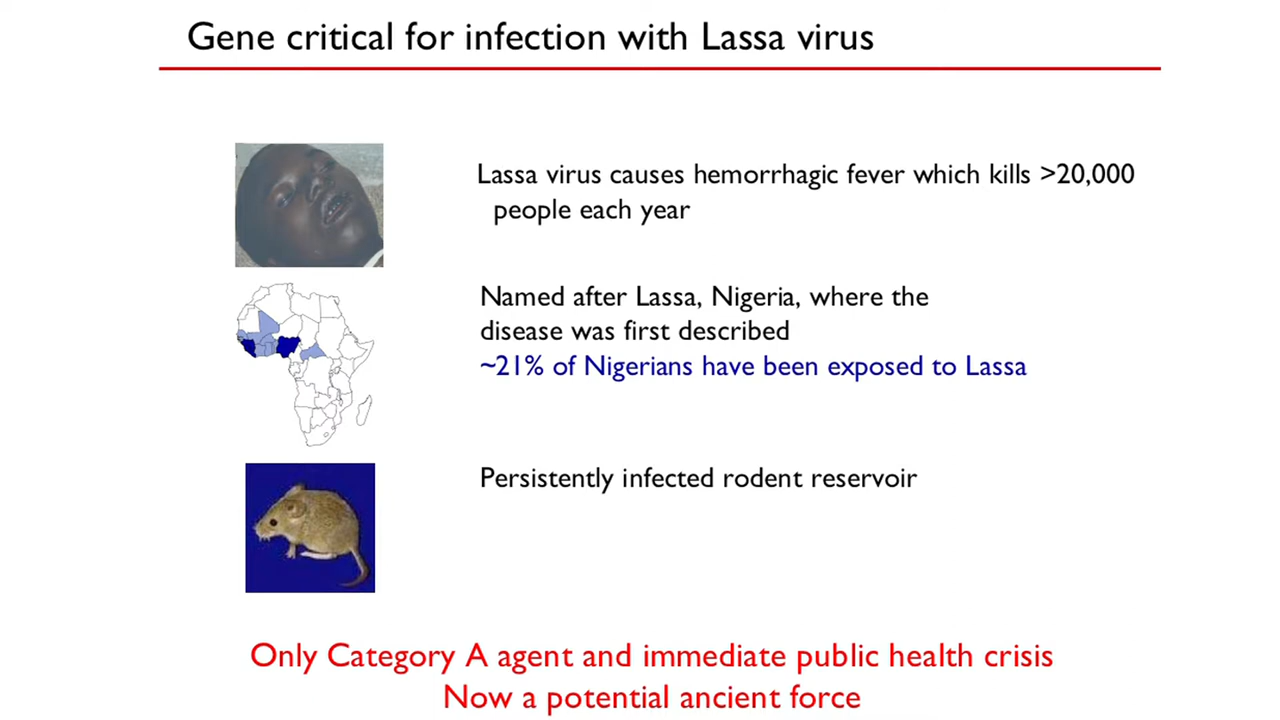 Gene critical for infection with Lassa virus
Lassa virus causes hemorrhagic fever which kills >20,000
people each year
Named after Lassa, Nigeria, where the
disease was first described
~21% of Nigerians have been exposed to Lassa
Persistently infected rodent reservoir
Only Category A agent and immediate public health crisis
Now a potential ancient force